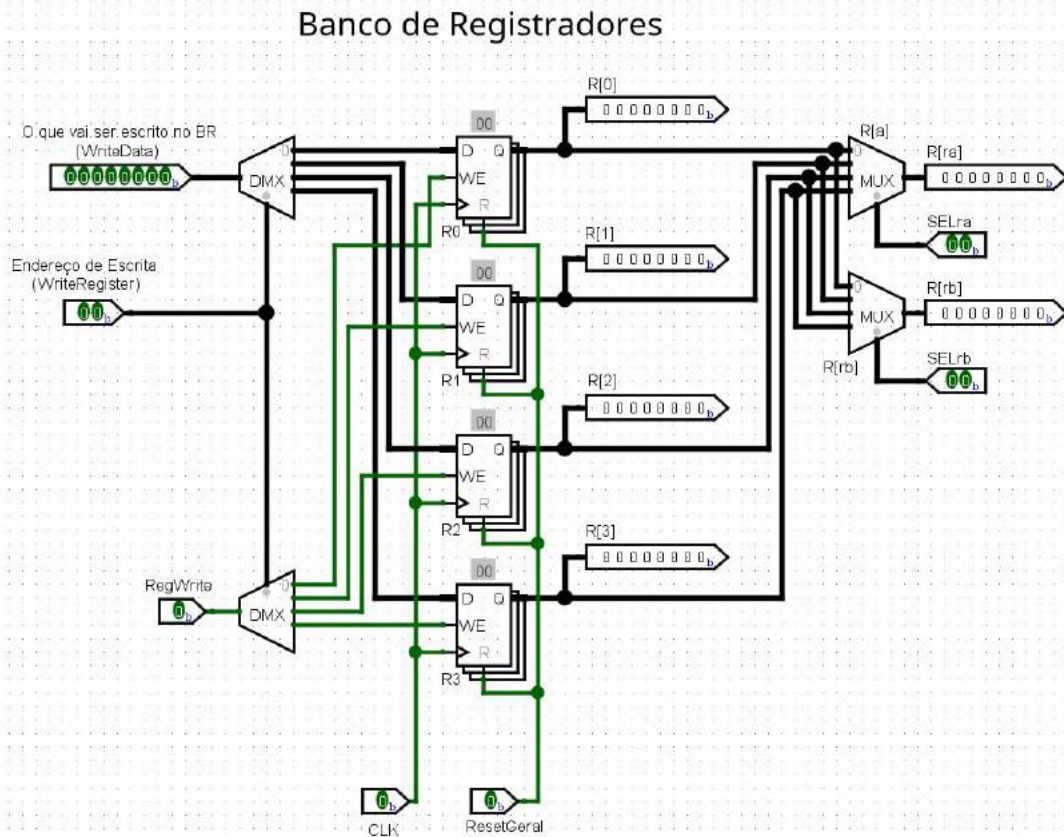 Banco de Registradores
O que vai ser escrito no BR
(WriteData)
00000000b
DMX
0
Endereço de Escrita
(WriteRegister)
00b
RegWrite
0b
DMX
0
00
D Q
WE
R
R0
00
D Q
WE
R
R1
00
D Q
WE
R
R2
00
D Q
WE
R
R3
R[0]
00000000b
R[1]
00000000b
R[2]
00000000b
R[3]
00000000b
R[a]
0
MUX
R[ra]
00000000b
SELra
00b
0
MUX
R[rb]
R[rb]
00000000b
SELrb
00b
0b
CLK
0b
ResetGeral